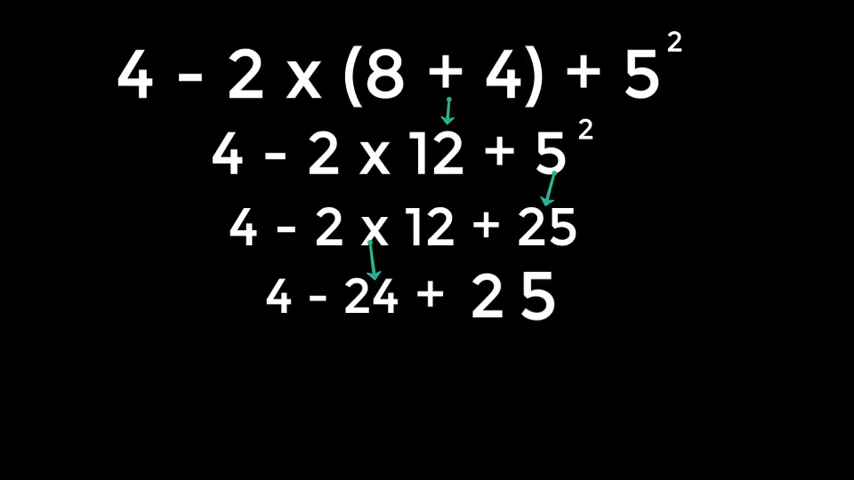 4 - 2 x (8 + 4) + 5²
4 - 2 x 12 + 5²
4 - 2 x 12 + 25
4 - 24 + 25